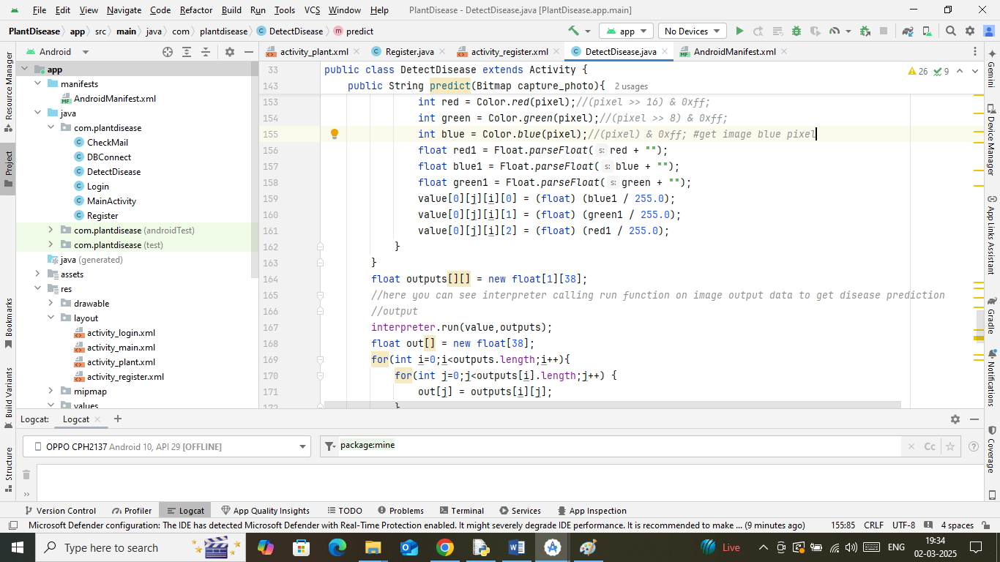 File Edit View Navigate Code Refactor Build Run Tools VCS Window Help PlantDisease - DetectDisease.java [PlantDisease.app.main]
PlantDisease app src main java com plantdisease C DetectDisease m predict app No Devices
Android
activity_plant.xml Register.java activity_register.xml DetectDisease.java AndroidManifest.xml
Resource Manager
Project
Bookmarks
Build Variants
Structure
app
manifests
AndroidManifest.xml
java
com.plantdisease
C CheckMail
C DBConnect
C DetectDisease
C Login
C MainActivity
C Register
com.plantdisease (androidTest)
com.plantdisease (test)
java (generated)
assets
res
drawable
layout
activity_login.xml
activity_main.xml
activity_plant.xml
activity_register.xml
mipmap
values
26 9
33 public class DetectDisease extends Activity {
143 public String predict(Bitmap capture_photo){ 2 usages
153 int red = Color.red(pixel);//(pixel >> 16) & 0xff;
154 int green = Color.green(pixel);//(pixel >> 8) & 0xff;
155 int blue = Color.blue(pixel);//(pixel) & 0xff; #get image blue pixel
156 float red1 = Float.parseFloat( s: red + "");
157 float blue1 = Float.parseFloat( s: blue + "");
158 float green1 = Float.parseFloat( s: green + "");
159 value[0][j][i][0] = (float) (blue1 / 255.0);
160 value[0][j][i][1] = (float) (green1 / 255.0);
161 value[0][j][i][2] = (float) (red1 / 255.0);
162 }
163 }
164 float outputs[][] = new float[1][38];
165 //here you can see interpreter calling run function on image output data to get disease prediction
166 //output
167 interpreter.run(value,outputs);
168 float out[] = new float[38];
169 for(int i=0;i<outputs.length;i++){
170 for(int j=0;j<outputs[i].length;j++) {
171 out[j] = outputs[i][j];
172 }
Gemini
Device Manager
App Links Assistant
Gradle
Notifications
Coverage
Logcat: Logcat
OPPO CPH2137 Android 10, API 29 [OFFLINE] package:mine Cc
Version Control Profiler Logcat App Quality Insights TODO Problems Terminal Services App Inspection
Microsoft Defender configuration: The IDE has detected Microsoft Defender with Real-Time Protection enabled. It might severely degrade IDE performance. It is recommended to make ... (9 minutes ago) 155:85 CRLF UTF-8 4 spaces
Type here to search Live ENG 19:34
02-03-2025